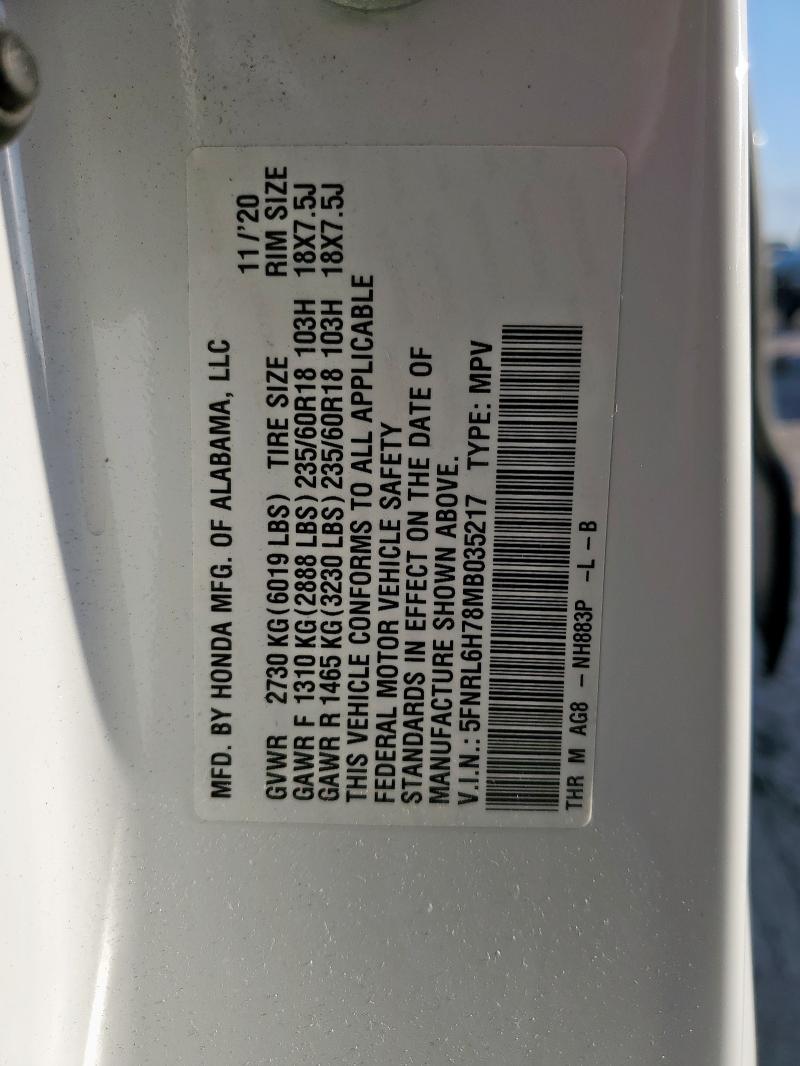 MFD. BY HONDA MFG. OF ALABAMA, LLC
11/'20
GVWR 2730 KG(6019 LBS) TIRE SIZE RIM SIZE
GAWR F 1310 KG(2888 LBS) 235/60R18 103H 18X7.5J
GAWR R 1465 KG(3230 LBS) 235/60R18 103H 18X7.5J
THIS VEHICLE CONFORMS TO ALL APPLICABLE
FEDERAL MOTOR VEHICLE SAFETY
STANDARDS IN EFFECT ON THE DATE OF
MANUFACTURE SHOWN ABOVE.
V.I.N.: 5FNRL6H78MB035217 TYPE: MPV
THR M AG8 -NH883P -L-B